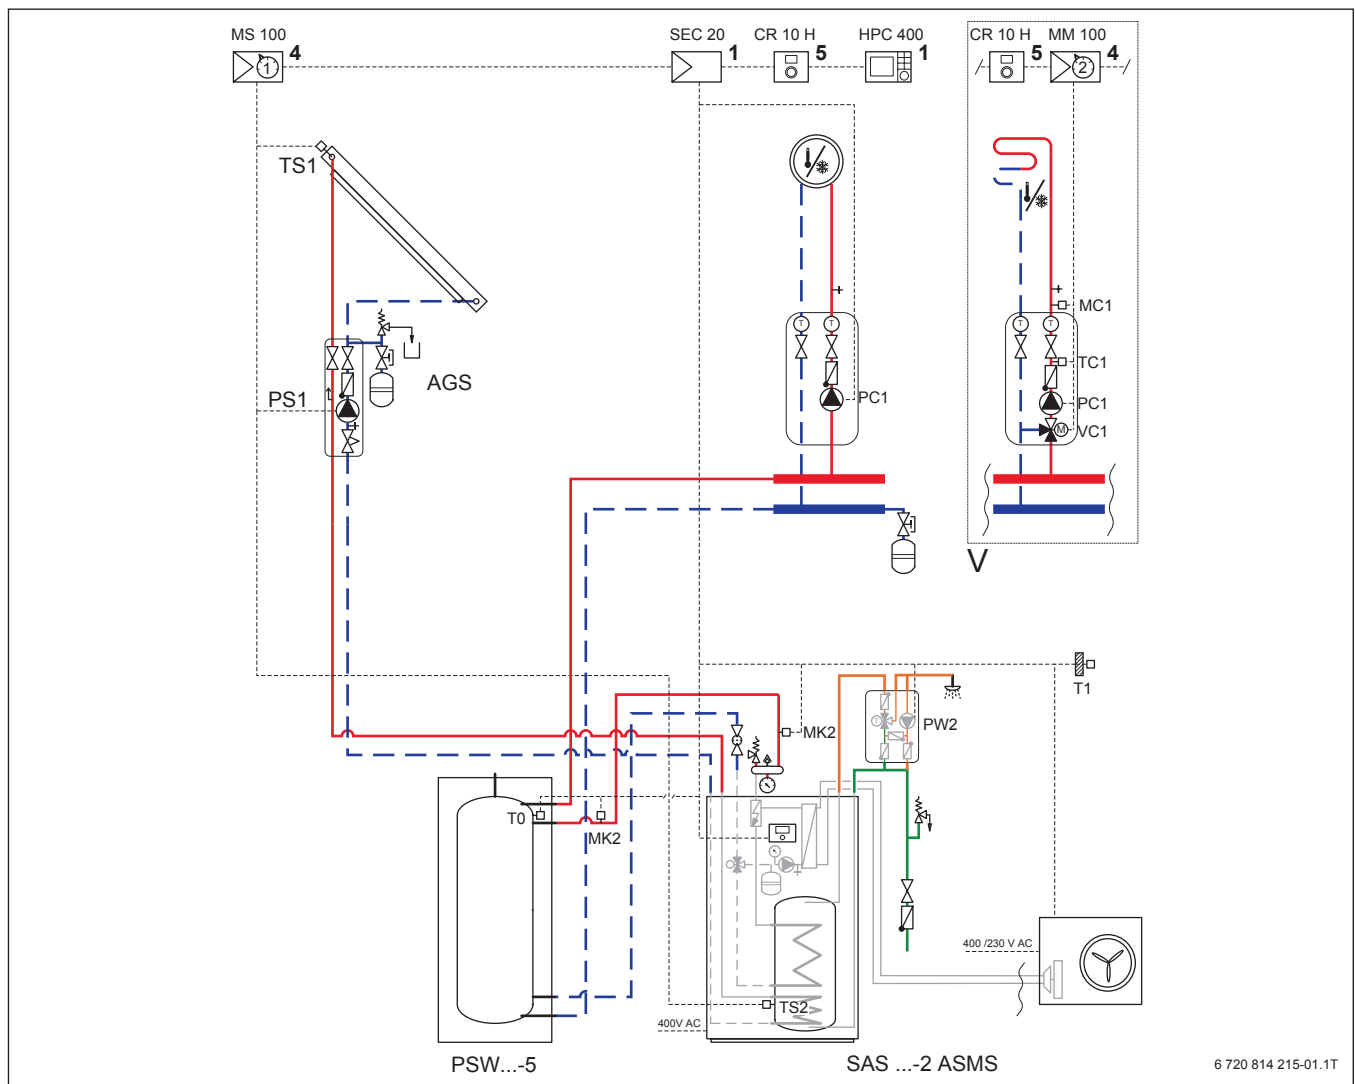 MS 100 4
SEC 20 1
CR 10 H 5
HPC 400 1
CR 10 H 5
MM 100 4
1
2
TS1
MC1
T T
T T
TC1
AGS
PS1
PC1
PC1
M VC1
V
T1
T PW2
MK2
T0
MK2
400 /230 V AC
TS2
400V AC
PSW...-5
SAS ...-2 ASMS
6 720 814 215-01.1T